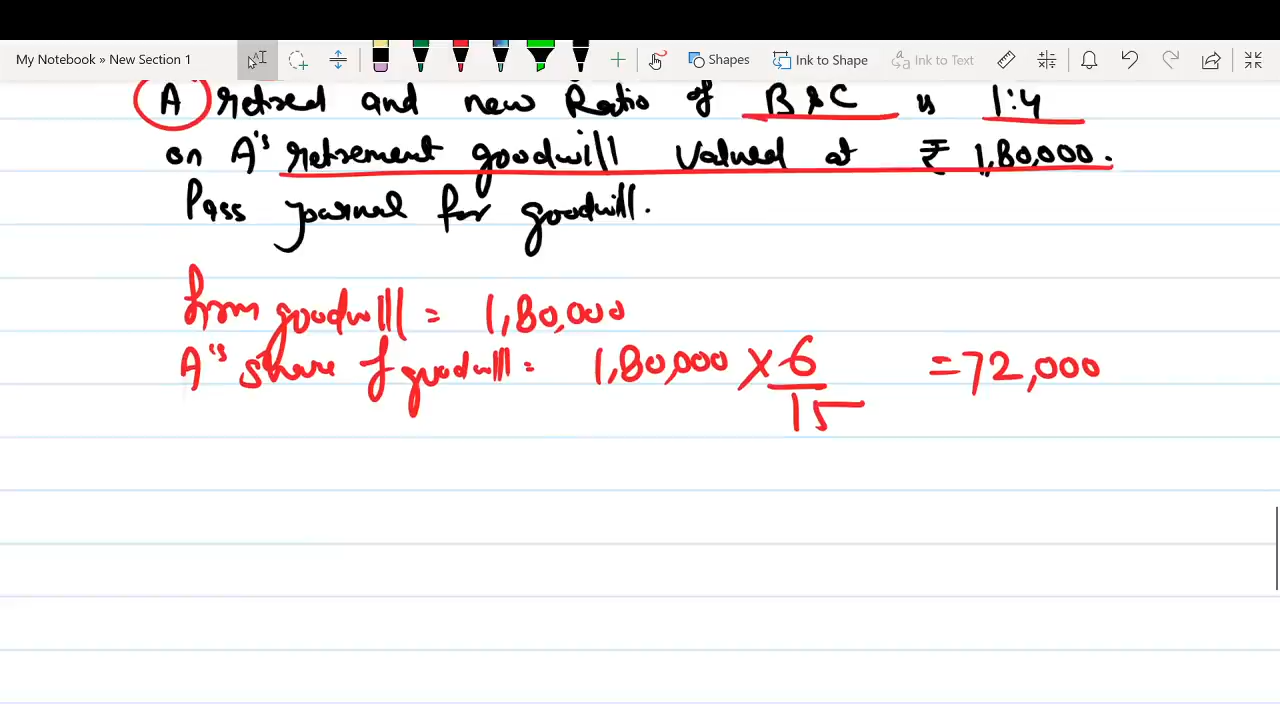 My Notebook » New Section 1
Shapes
Ink to Shape
Ink to Text
A retired and new Ratio of B & C is 1:4
on A's retirement goodwill valued at ₹ 1,80,000.
Pass journal for goodwill.
firm goodwill = 1,80,000
A's share of goodwill = 1,80,000 × 6/15 = 72,000